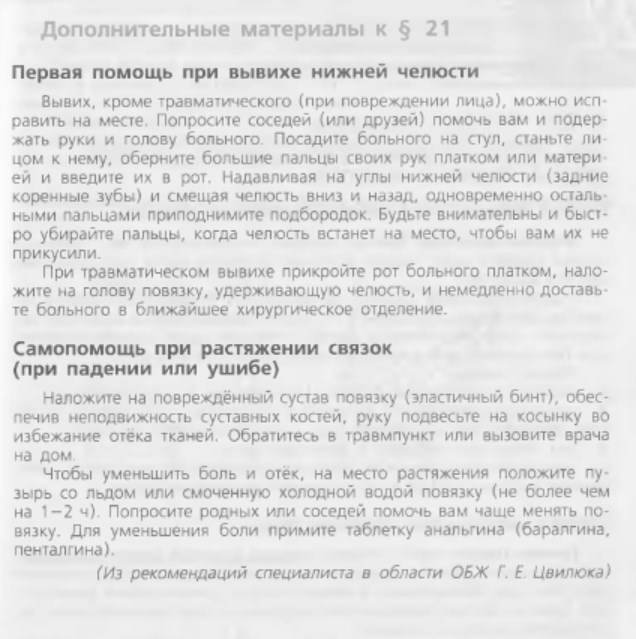 Дополнительные материалы к § 21
Первая помощь при вывихе нижней челюсти
Вывих, кроме травматического (при повреждении лица), можно исп-
равить на месте. Попросите соседей (или друзей) помочь вам и подер-
жать руки и голову больного. Посадите больного на стул, станьте ли-
цом к нему, оберните большие пальцы своих рук платком или матери-
ей и введите их в рот. Надавливая на углы нижней челюсти (задние
коренные зубы) и смещая челюсть вниз и назад, одновременно осталь-
ными пальцами приподнимите подбородок. Будьте внимательны и быст-
ро убирайте пальцы, когда челюсть встанет на место, чтобы вам их не
прикусили.
При травматическом вывихе прикройте рот больного платком, нало-
жите на голову повязку, удерживающую челюсть, и немедленно доставь-
те больного в ближайшее хирургическое отделение.
Самопомощь при растяжении связок
(при падении или ушибе)
Наложите на повреждённый сустав повязку (эластичный бинт), обес-
печив неподвижность суставных костей, руку подвесьте на косынку во
избежание отёка тканей. Обратитесь в травмпункт или вызовите врача
на дом.
Чтобы уменьшить боль и отёк, на место растяжения положите пу-
зырь со льдом или смоченную холодной водой повязку (не более чем
на 1–2 ч). Попросите родных или соседей помочь вам чаще менять по-
вязку. Для уменьшения боли примите таблетку анальгина (баралгина,
пенталгина).
(Из рекомендаций специалиста в области ОБЖ Г. Е. Цвилюка)